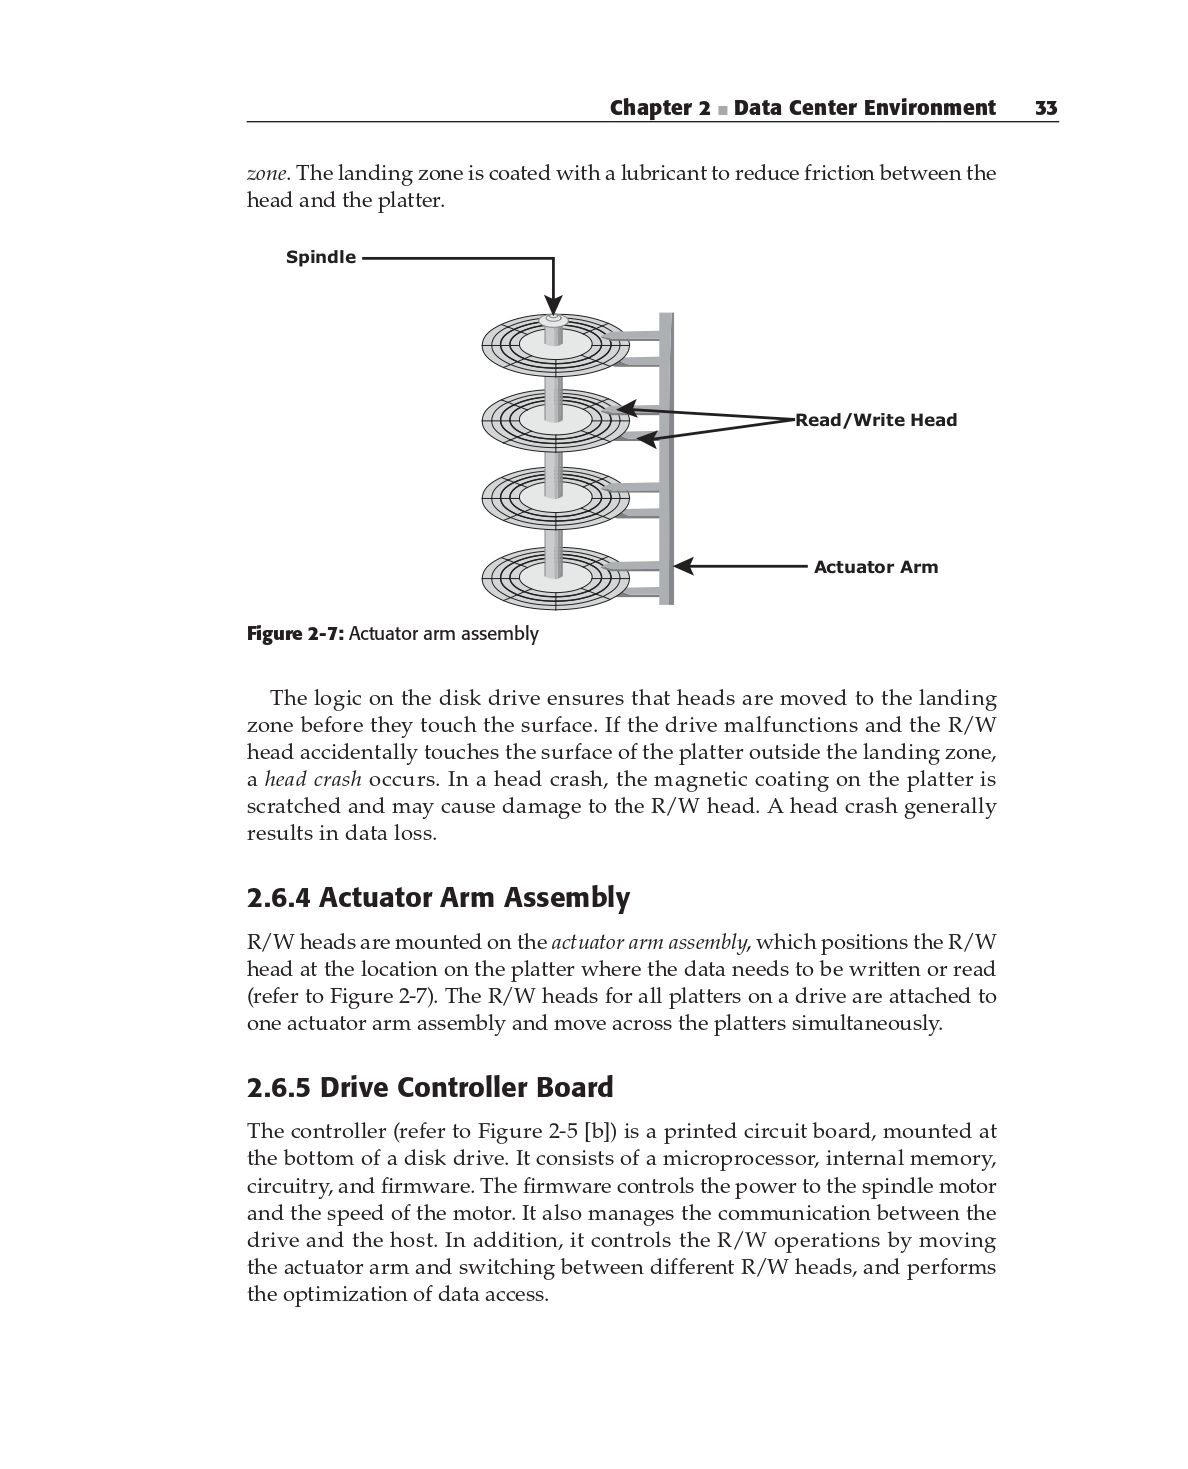 Chapter 2 ■ Data Center Environment 33
zone. The landing zone is coated with a lubricant to reduce friction between the
head and the platter.
Spindle
Read/Write Head
Actuator Arm
Figure 2-7: Actuator arm assembly
The logic on the disk drive ensures that heads are moved to the landing
zone before they touch the surface. If the drive malfunctions and the R/W
head accidentally touches the surface of the platter outside the landing zone,
a head crash occurs. In a head crash, the magnetic coating on the platter is
scratched and may cause damage to the R/W head. A head crash generally
results in data loss.
2.6.4 Actuator Arm Assembly
R/W heads are mounted on the actuator arm assembly, which positions the R/W
head at the location on the platter where the data needs to be written or read
(refer to Figure 2-7). The R/W heads for all platters on a drive are attached to
one actuator arm assembly and move across the platters simultaneously.
2.6.5 Drive Controller Board
The controller (refer to Figure 2-5 [b]) is a printed circuit board, mounted at
the bottom of a disk drive. It consists of a microprocessor, internal memory,
circuitry, and firmware. The firmware controls the power to the spindle motor
and the speed of the motor. It also manages the communication between the
drive and the host. In addition, it controls the R/W operations by moving
the actuator arm and switching between different R/W heads, and performs
the optimization of data access.